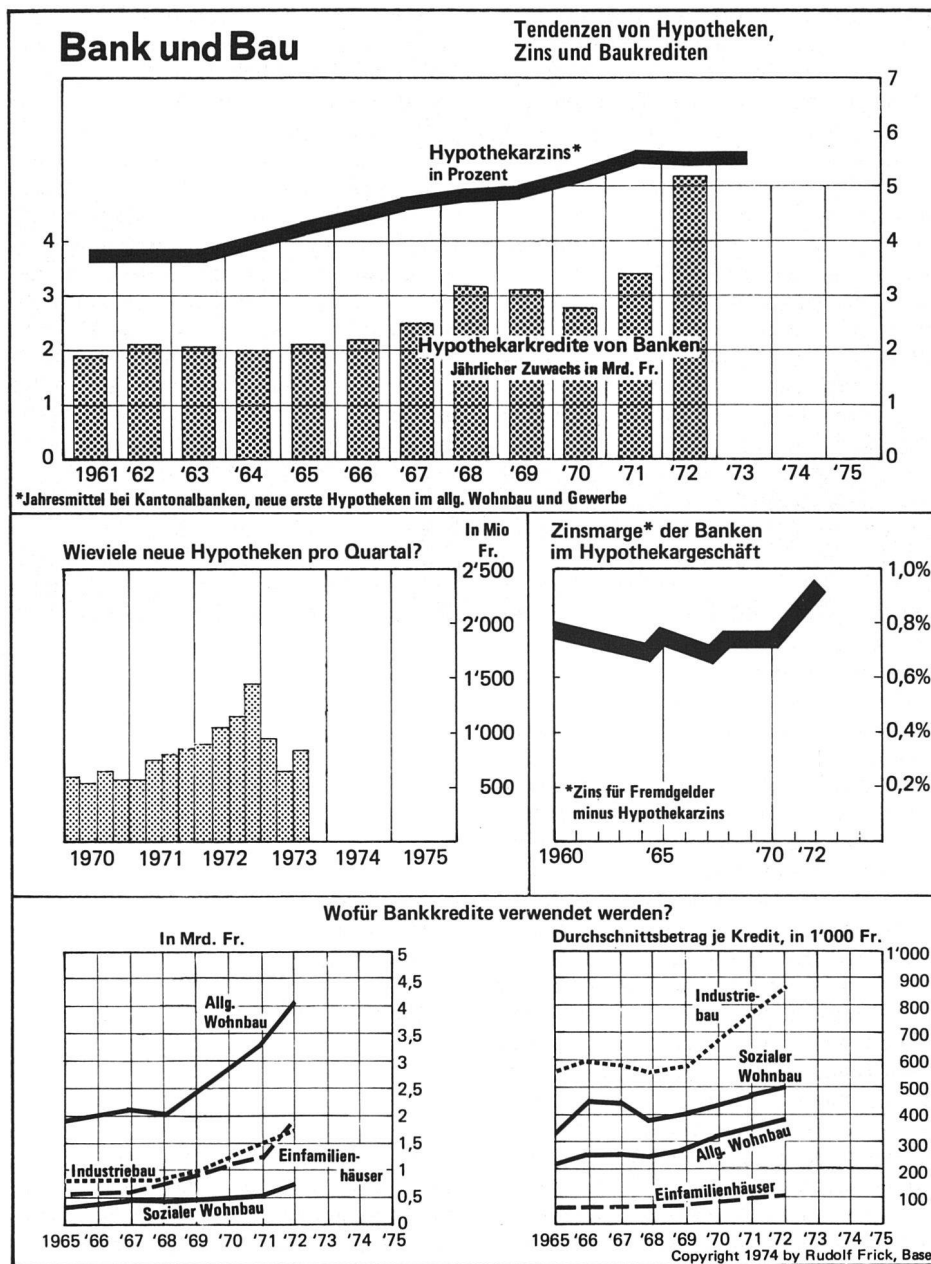 Bank und Bau
Tendenzen von Hypotheken,
Zins und Baukrediten
7
6
5
4
3
2
1
0
4
3
2
1
0
Hypothekarzins*
in Prozent
Hypothekarkredite von Banken
Jährlicher Zuwachs in Mrd. Fr.
1961 '62 '63 '64 '65 '66 '67 '68 '69 '70 '71 '72 '73 '74 '75
*Jahresmittel bei Kantonalbanken, neue erste Hypotheken im allg. Wohnbau und Gewerbe
Wieviele neue Hypotheken pro Quartal?
In Mio
Fr.
2'500
2'000
1'500
1'000
500
1970 1971 1972 1973 1974 1975
Zinsmarge* der Banken
im Hypothekargeschäft
1,0%
0,8%
0,6%
0,4%
0,2%
*Zins für Fremdgelder
minus Hypothekarzins
1960 '65 '70 '72
Wofür Bankkredite verwendet werden?
In Mrd. Fr.
5
4,5
4
3,5
3
2,5
2
1,5
1
0,5
0
Allg.
Wohnbau
Industriebau
Einfamilien-
häuser
Sozialer Wohnbau
1965 '66 '67 '68 '69 '70 '71 '72 '73 '74 '75
Durchschnittsbetrag je Kredit, in 1'000 Fr.
1'000
900
800
700
600
500
400
300
200
100
Industrie-
bau
Sozialer
Wohnbau
Allg. Wohnbau
Einfamilienhäuser
1965 '66 '67 '68 '69 '70 '71 '72 '73 '74 '75
Copyright 1974 by Rudolf Frick, Base